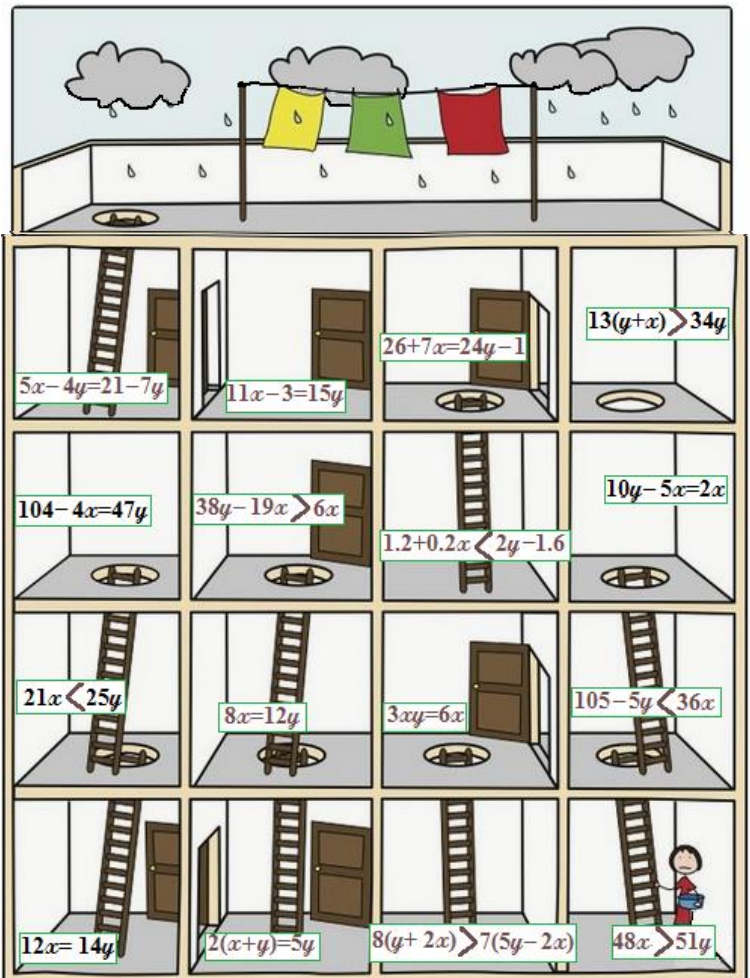 13(y+x) > 34y
26+7x=24y−1
5x−4y=21−7y
11x−3=15y
10y−5x=2x
104−4x=47y
38y−19x > 6x
1.2+0.2x < 2y−1.6
21x < 25y
105−5y < 36x
8x=12y
3xy=6x
12x= 14y
2(x+y)=5y
8(y+ 2x) > 7(5y−2x)
48x > 51y